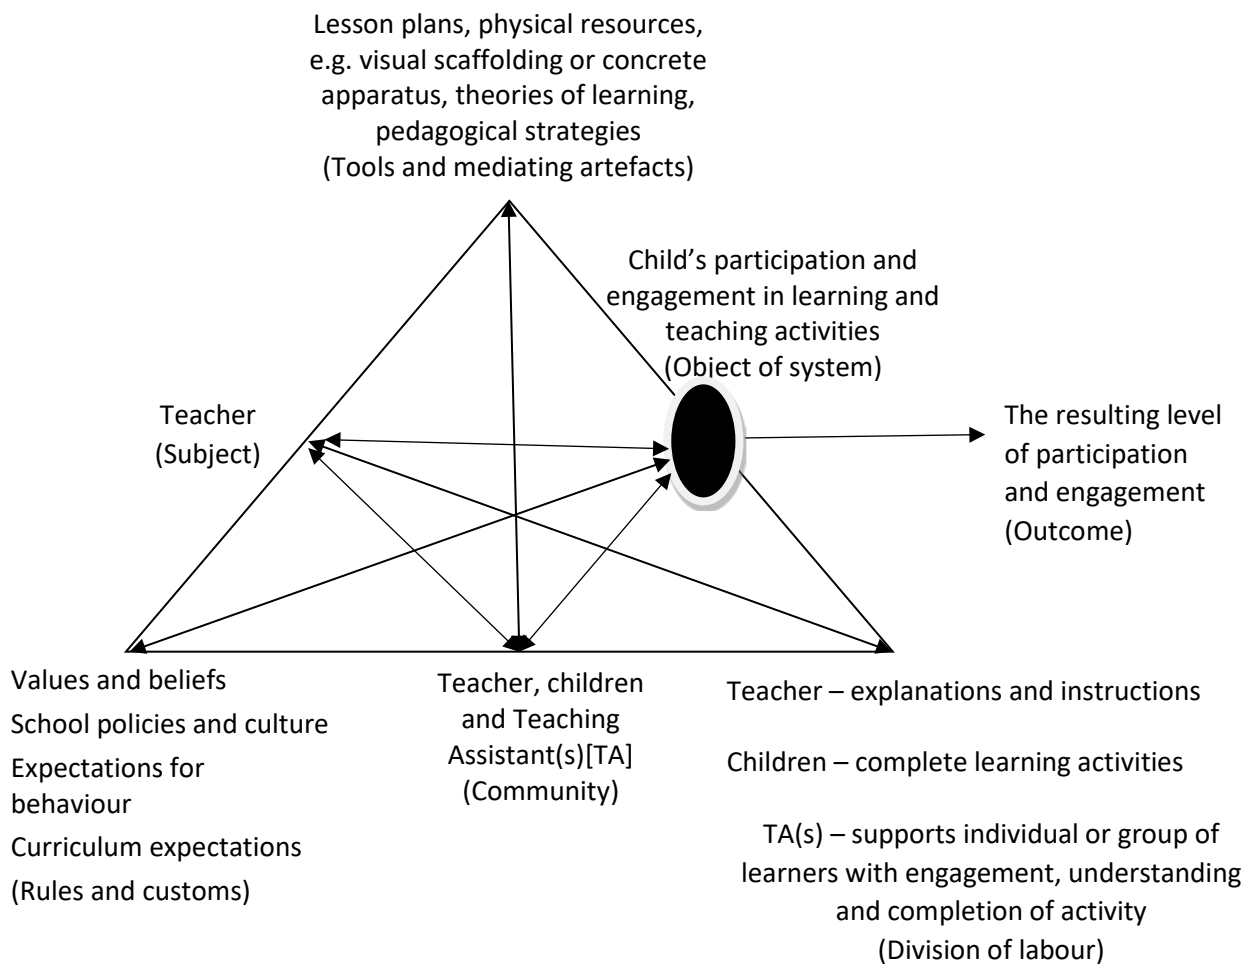 Lesson plans, physical resources,
e.g. visual scaffolding or concrete
apparatus, theories of learning,
pedagogical strategies
(Tools and mediating artefacts)
Child’s participation and
engagement in learning and
teaching activities
(Object of system)
Teacher
(Subject)
The resulting level
of participation
and engagement
(Outcome)
Values and beliefs
School policies and culture
Expectations for
behaviour
Curriculum expectations
(Rules and customs)
Teacher, children
and Teaching
Assistant(s)[TA]
(Community)
Teacher – explanations and instructions
Children – complete learning activities
TA(s) – supports individual or group of
learners with engagement, understanding
and completion of activity
(Division of labour)